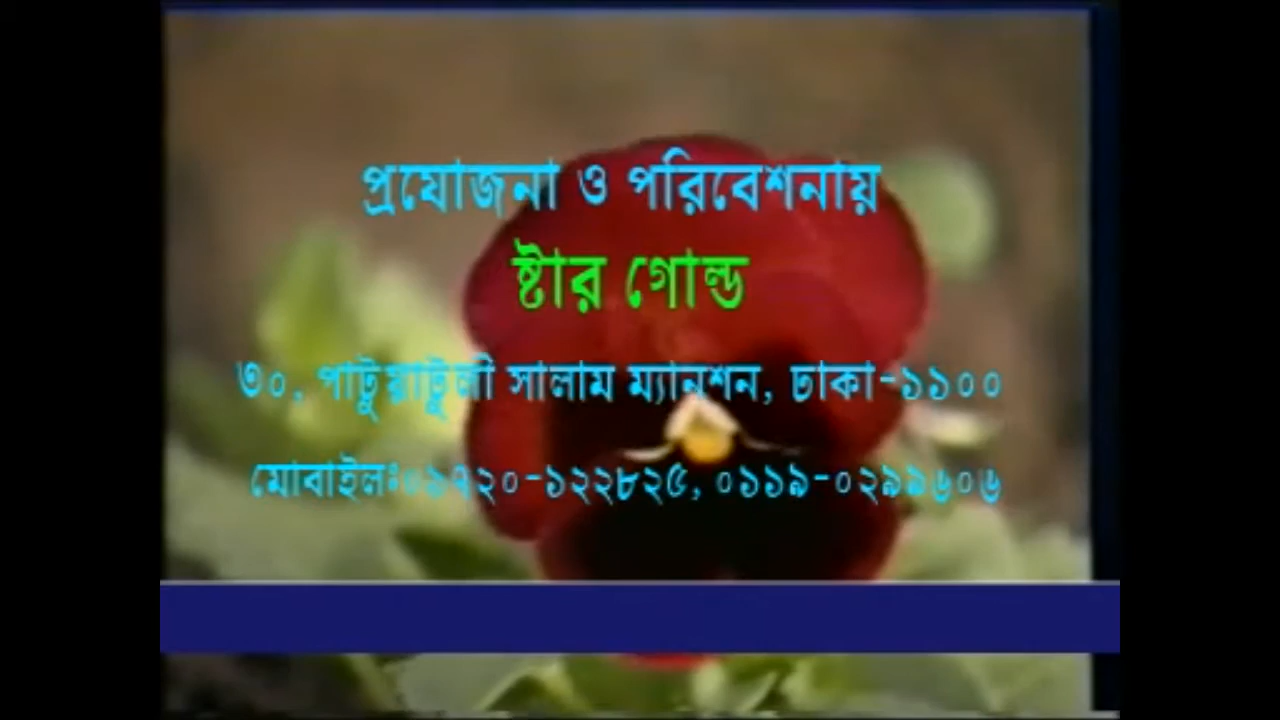 প্রযোজনা ও পরিবেশনায়
ষ্টার গোল্ড
৩০, পাটুয়াটুলী সালাম ম্যানশন, ঢাকা-১১০০
মোবাইলঃ০১৭২০-১২২৮২৫, ০১১৯-০২৯৯৬০৬